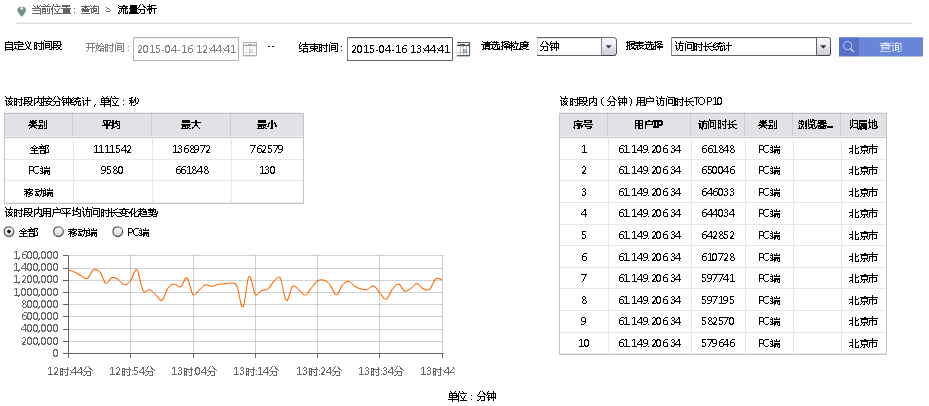 当前位置：查询 > 流量分析
自定义时间段 开始时间： 2015-04-16 12:44:41 -- 结束时间： 2015-04-16 13:44:41 请选择粒度 分钟 报表选择 访问时长统计 查询
该时段内按分钟统计，单位：秒
类别 平均 最大 最小
全部 1111542 1368972 762579
PC端 9580 661848 130
移动端
该时段内用户平均访问时长变化趋势
全部 移动端 PC端
1,600,000
1,400,000
1,200,000
1,000,000
800,000
600,000
400,000
200,000
0
12时:44分 12时:54分 13时:04分 13时:14分 13时:24分 13时:34分 13时:44
单位：分钟
该时段内（分钟）用户访问时长TOP10
序号 用户IP 访问时长 类别 浏览器... 归属地
1 61.149.206.34 661848 PC端 北京市
2 61.149.206.34 650046 PC端 北京市
3 61.149.206.34 646033 PC端 北京市
4 61.149.206.34 644034 PC端 北京市
5 61.149.206.34 642852 PC端 北京市
6 61.149.206.34 610728 PC端 北京市
7 61.149.206.34 597741 PC端 北京市
8 61.149.206.34 597195 PC端 北京市
9 61.149.206.34 582570 PC端 北京市
10 61.149.206.34 579646 PC端 北京市